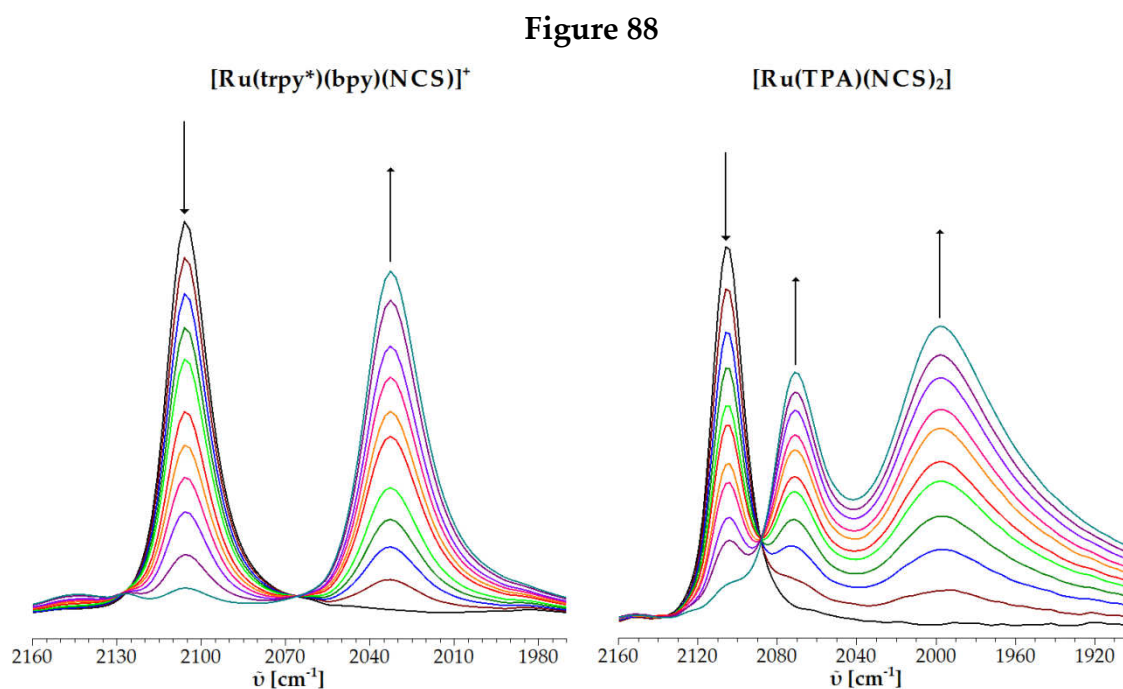 Figure 88
[Ru(trpy*)(bpy)(NCS)]⁺
[Ru(TPA)(NCS)₂]
2160 2130 2100 2070 2040 2010 1980
ῦ [cm⁻¹]
2160 2120 2080 2040 2000 1960 1920
ῦ [cm⁻¹]